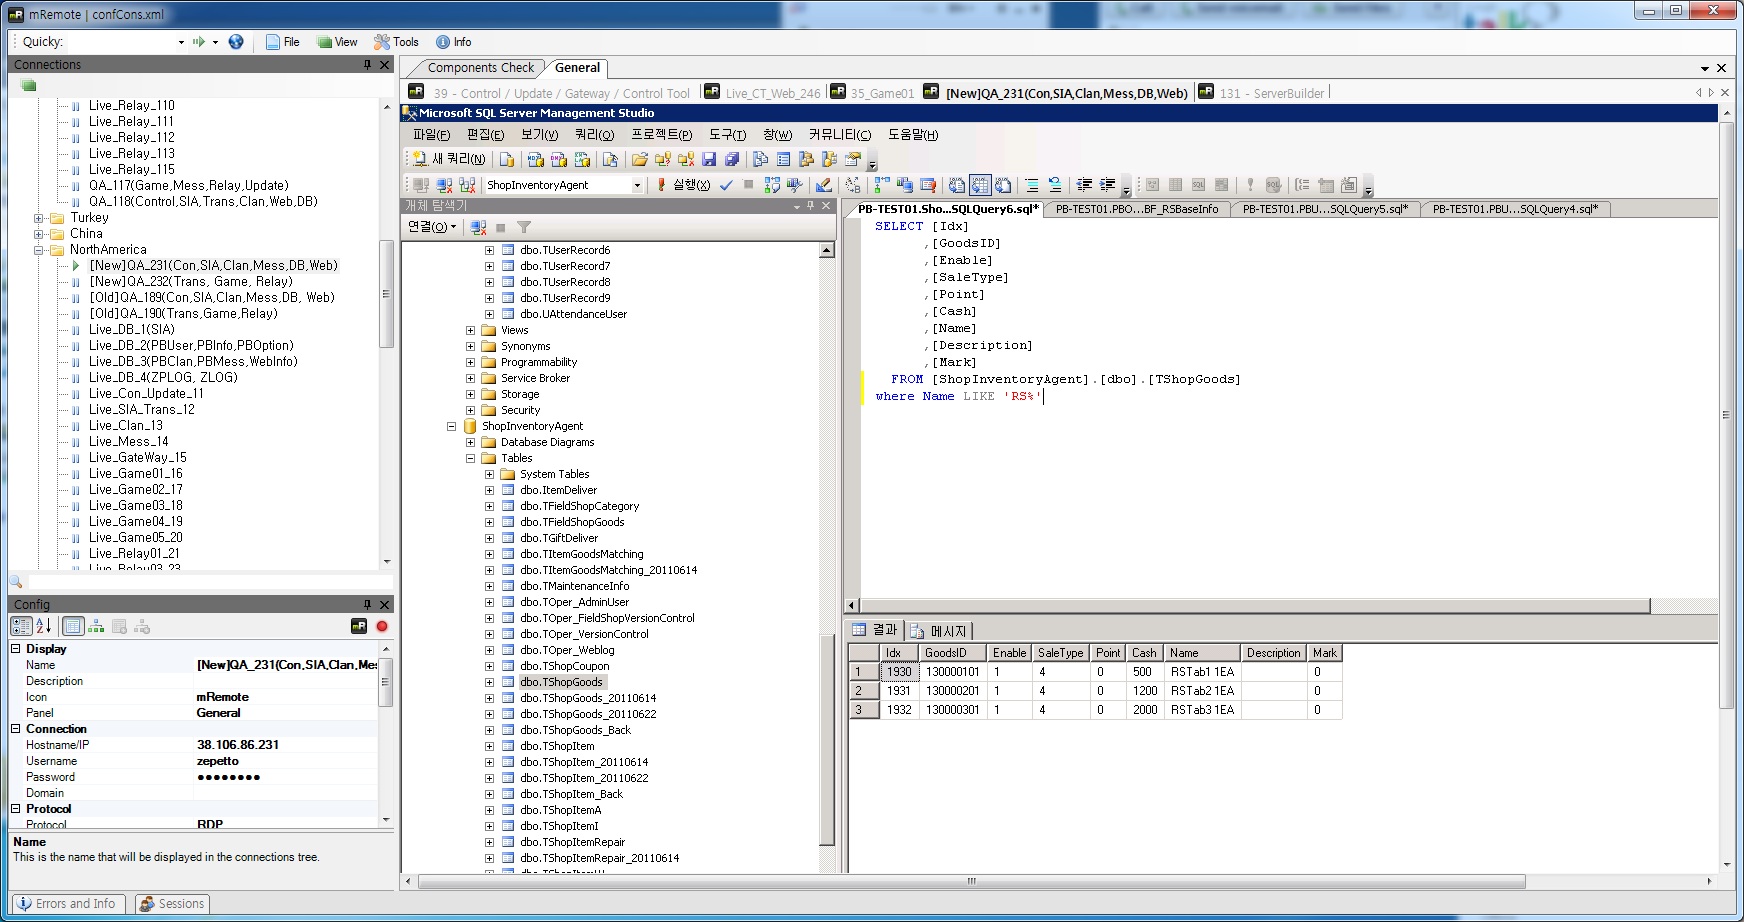 mRemote | confCons.xml
Quicky:
File
View
Tools
Info
Connections
Live_Relay_110
Live_Relay_111
Live_Relay_112
Live_Relay_113
Live_Relay_115
QA_117(Game,Mess,Relay,Update)
QA_118(Control,SIA,Trans,Clan,Web,DB)
Turkey
China
NorthAmerica
[New]QA_231(Con,SIA,Clan,Mess,DB,Web)
[New]QA_232(Trans, Game, Relay)
[Old]QA_189(Con,SIA,Clan,Mess,DB, Web)
[Old]QA_190(Trans,Game,Relay)
Live_DB_1(SIA)
Live_DB_2(PBUser,PBInfo,PBOption)
Live_DB_3(PBClan,PBMess,WebInfo)
Live_DB_4(ZPLOG, ZLOG)
Live_Con_Update_11
Live_SIA_Trans_12
Live_Clan_13
Live_Mess_14
Live_GateWay_15
Live_Game01_16
Live_Game02_17
Live_Game03_18
Live_Game04_19
Live_Game05_20
Live_Relay01_21
Live_Relay03_23
Config
Display
Name [New]QA_231(Con,SIA,Clan,Mes
Description
Icon mRemote
Panel General
Connection
Hostname/IP 38.106.86.231
Username zepetto
Password ●●●●●●●●
Domain
Protocol
Protocol RDP
Name
This is the name that will be displayed in the connections tree.
Errors and Info
Sessions
Components Check
General
39 - Control / Update / Gateway / Control Tool
Live_CT_Web_246
35_Game01
[New]QA_231(Con,SIA,Clan,Mess,DB,Web)
131 - ServerBuilder
Microsoft SQL Server Management Studio
파일(F) 편집(E) 보기(V) 쿼리(Q) 프로젝트(P) 도구(T) 창(W) 커뮤니티(C) 도움말(H)
새 쿼리(N)
ShopInventoryAgent
실행(X)
개체 탐색기
연결(O)
dbo.TUserRecord6
dbo.TUserRecord7
dbo.TUserRecord8
dbo.TUserRecord9
dbo.UAttendanceUser
Views
Synonyms
Programmability
Service Broker
Storage
Security
ShopInventoryAgent
Database Diagrams
Tables
System Tables
dbo.ItemDeliver
dbo.TFieldShopCategory
dbo.TFieldShopGoods
dbo.TGiftDeliver
dbo.TItemGoodsMatching
dbo.TItemGoodsMatching_20110614
dbo.TMaintenanceInfo
dbo.TOper_AdminUser
dbo.TOper_FieldShopVersionControl
dbo.TOper_VersionControl
dbo.TOper_Weblog
dbo.TShopCoupon
dbo.TShopGoods
dbo.TShopGoods_20110614
dbo.TShopGoods_20110622
dbo.TShopGoods_Back
dbo.TShopItem
dbo.TShopItem_20110614
dbo.TShopItem_20110622
dbo.TShopItem_Back
dbo.TShopItemA
dbo.TShopItemI
dbo.TShopItemRepair
dbo.TShopItemRepair_20110614
PB-TEST01.Sho...SQLQuery6.sql*
PB-TEST01.PBO...BF_RSBaseInfo
PB-TEST01.PBU...SQLQuery5.sql*
PB-TEST01.PBU...SQLQuery4.sql*
SELECT [Idx]
,[GoodsID]
,[Enable]
,[SaleType]
,[Point]
,[Cash]
,[Name]
,[Description]
,[Mark]
FROM [ShopInventoryAgent].[dbo].[TShopGoods]
where Name LIKE 'RS%'
결과
메시지
Idx GoodsID Enable SaleType Point Cash Name Description Mark
1 1930 130000101 1 4 0 500 RSTab1 1EA 0
2 1931 130000201 1 4 0 1200 RSTab2 1EA 0
3 1932 130000301 1 4 0 2000 RSTab3 1EA 0